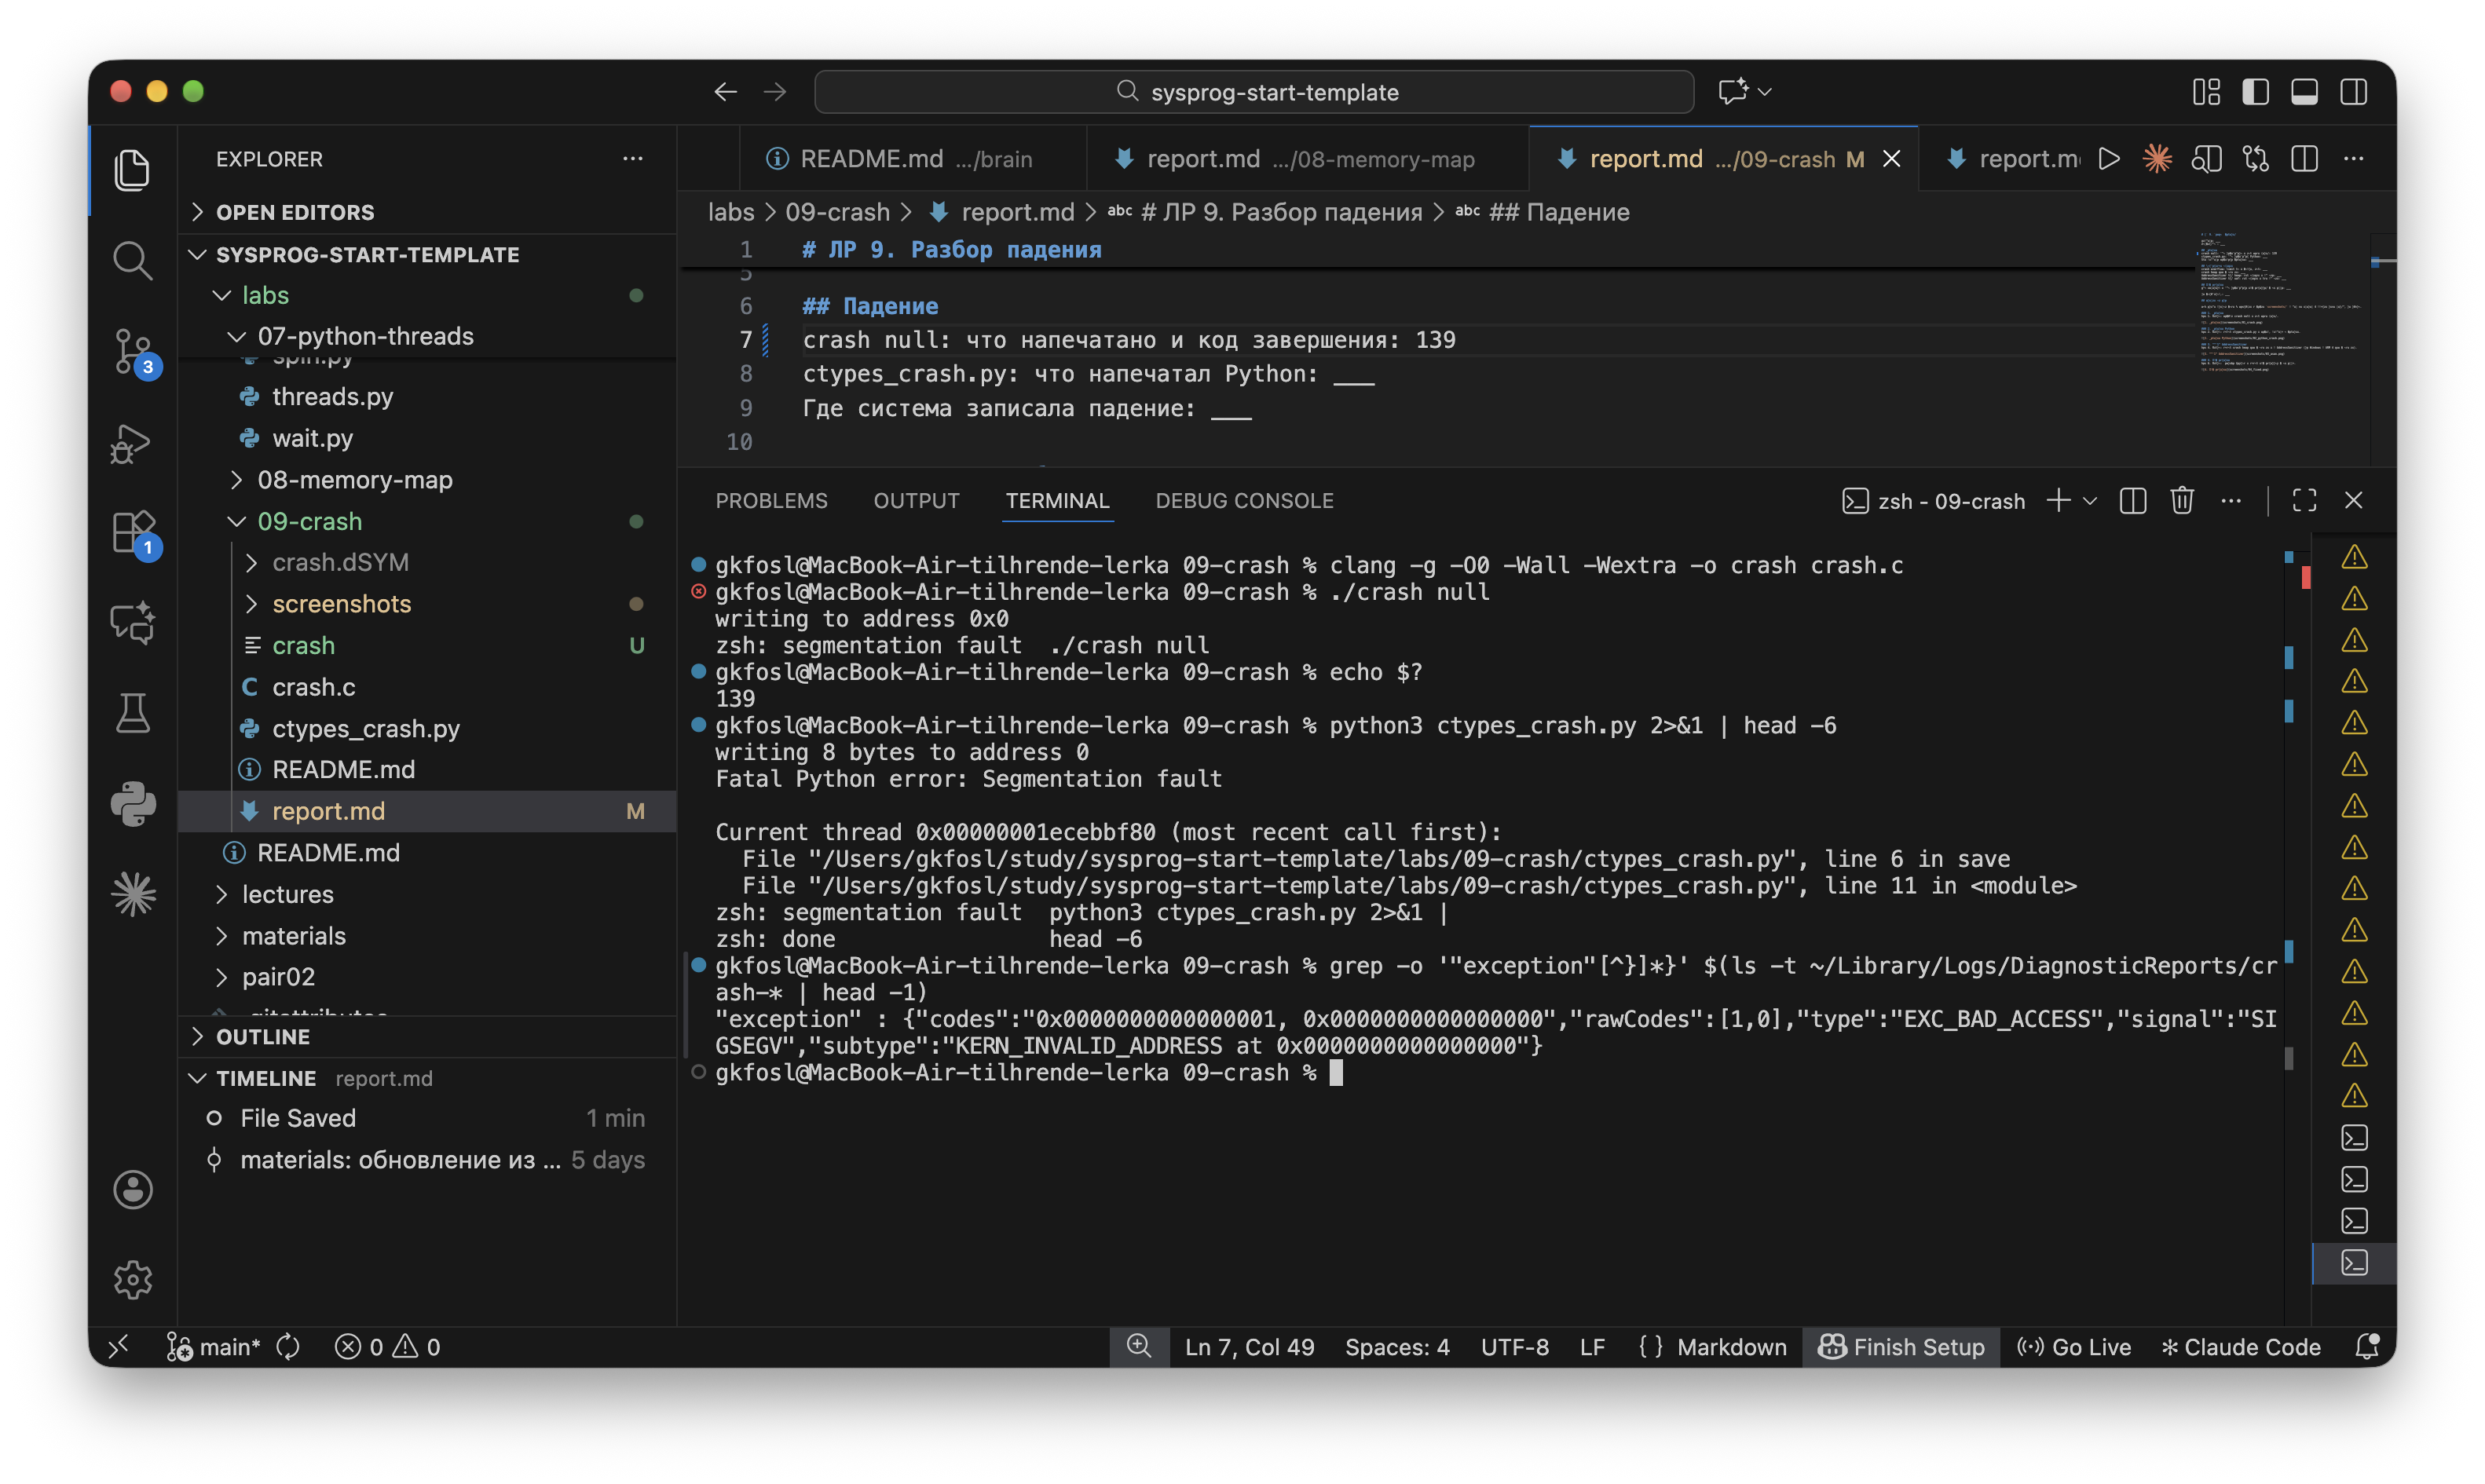 sysprog-start-template
EXPLORER
README.md .../brain
report.md .../08-memory-map
report.md .../09-crash M
report.m
OPEN EDITORS
labs > 09-crash > report.md > abc # ЛР 9. Разбор падения > abc ## Падение
SYSPROG-START-TEMPLATE
labs
07-python-threads
threads.py
wait.py
08-memory-map
09-crash
crash.dSYM
screenshots
crash U
crash.c
ctypes_crash.py
README.md
report.md M
README.md
lectures
materials
pair02
OUTLINE
TIMELINE report.md
File Saved 1 min
materials: обновление из ... 5 days
3
1
1 # ЛР 9. Разбор падения
5
6 ## Падение
7 crash null: что напечатано и код завершения: 139
8 ctypes_crash.py: что напечатал Python: ___
9 Где система записала падение: ___
10
PROBLEMS OUTPUT TERMINAL DEBUG CONSOLE
zsh - 09-crash
gkfosl@MacBook-Air-tilhrende-lerka 09-crash % clang -g -O0 -Wall -Wextra -o crash crash.c
gkfosl@MacBook-Air-tilhrende-lerka 09-crash % ./crash null
writing to address 0x0
zsh: segmentation fault  ./crash null
gkfosl@MacBook-Air-tilhrende-lerka 09-crash % echo $?
139
gkfosl@MacBook-Air-tilhrende-lerka 09-crash % python3 ctypes_crash.py 2>&1 | head -6
writing 8 bytes to address 0
Fatal Python error: Segmentation fault
Current thread 0x00000001ecebbf80 (most recent call first):
File "/Users/gkfosl/study/sysprog-start-template/labs/09-crash/ctypes_crash.py", line 6 in save
File "/Users/gkfosl/study/sysprog-start-template/labs/09-crash/ctypes_crash.py", line 11 in <module>
zsh: segmentation fault  python3 ctypes_crash.py 2>&1 |
zsh: done                head -6
gkfosl@MacBook-Air-tilhrende-lerka 09-crash % grep -o '"exception"[^}]*}' $(ls -t ~/Library/Logs/DiagnosticReports/cr
ash-* | head -1)
"exception" : {"codes":"0x0000000000000001, 0x0000000000000000","rawCodes":[1,0],"type":"EXC_BAD_ACCESS","signal":"SI
GSEGV","subtype":"KERN_INVALID_ADDRESS at 0x0000000000000000"}
gkfosl@MacBook-Air-tilhrende-lerka 09-crash %
main* 0 0
Ln 7, Col 49 Spaces: 4 UTF-8 LF {} Markdown Finish Setup Go Live Claude Code